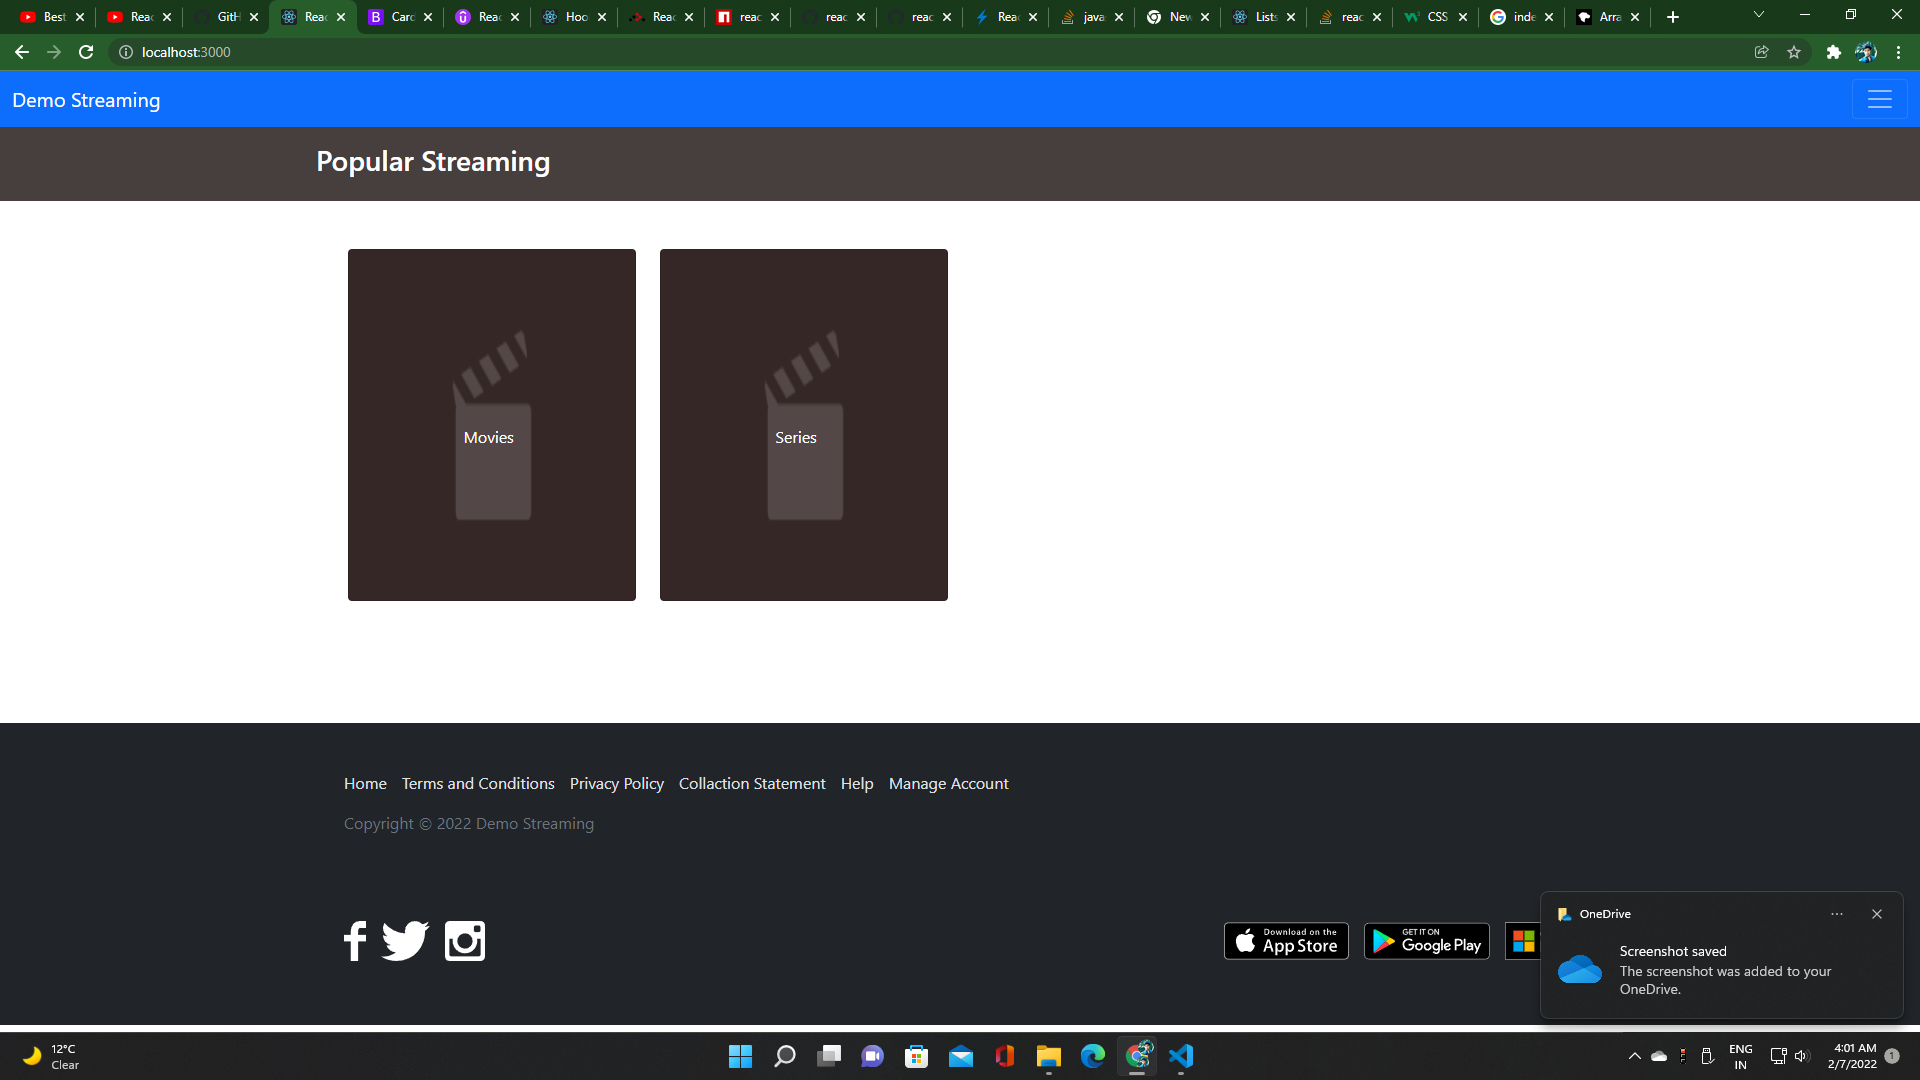 Best
Reac
GitH
Reac
Card
Reac
Hoo
Reac
reac
reac
reac
Reac
java
New
Lists
reac
CSS
inde
Arra
localhost:3000
Demo Streaming
Popular Streaming
Movies
Series
Home Terms and Conditions Privacy Policy Collaction Statement Help Manage Account
Copyright © 2022 Demo Streaming
Download on the
App Store
GET IT ON
Google Play
OneDrive
Screenshot saved
The screenshot was added to your
OneDrive.
12°C
Clear
ENG
IN
4:01 AM
2/7/2022
1